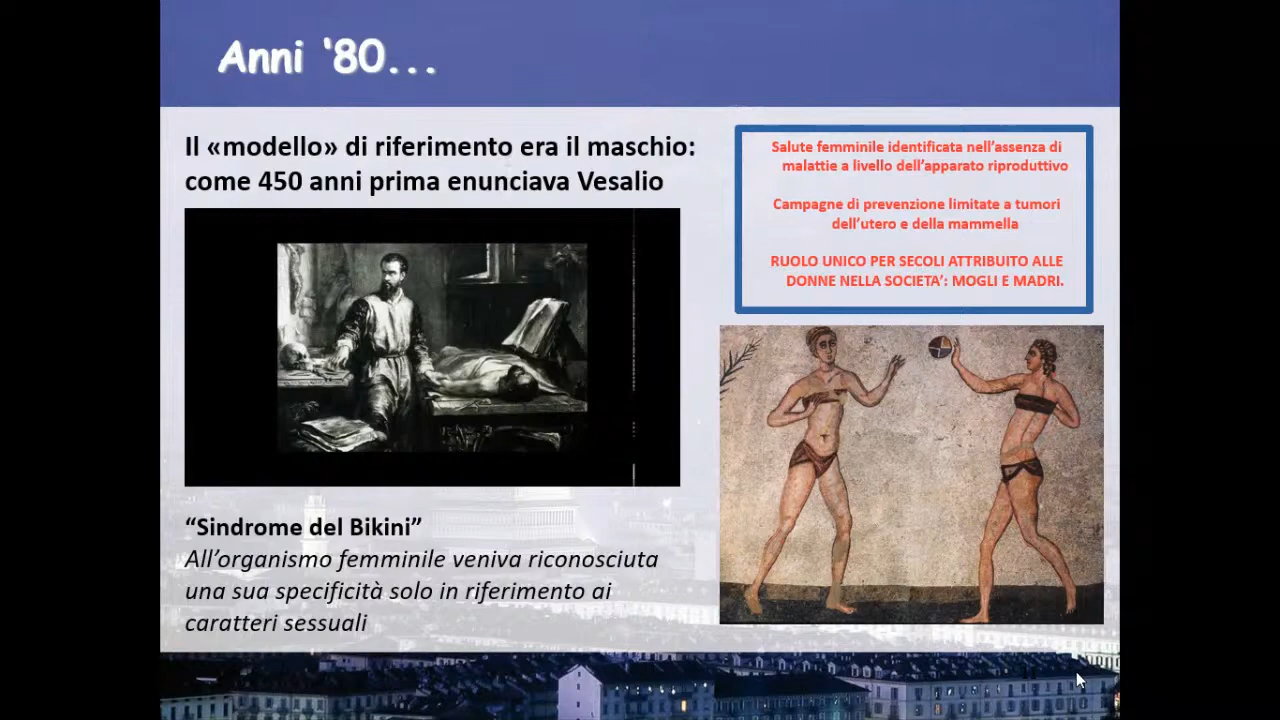 Anni ‘80...
Il «modello» di riferimento era il maschio:
come 450 anni prima enunciava Vesalio
Salute femminile identificata nell’assenza di
malattie a livello dell’apparato riproduttivo
Campagne di prevenzione limitate a tumori
dell’utero e della mammella
RUOLO UNICO PER SECOLI ATTRIBUITO ALLE
DONNE NELLA SOCIETA’: MOGLI E MADRI.
“Sindrome del Bikini”
All’organismo femminile veniva riconosciuta
una sua specificità solo in riferimento ai
caratteri sessuali